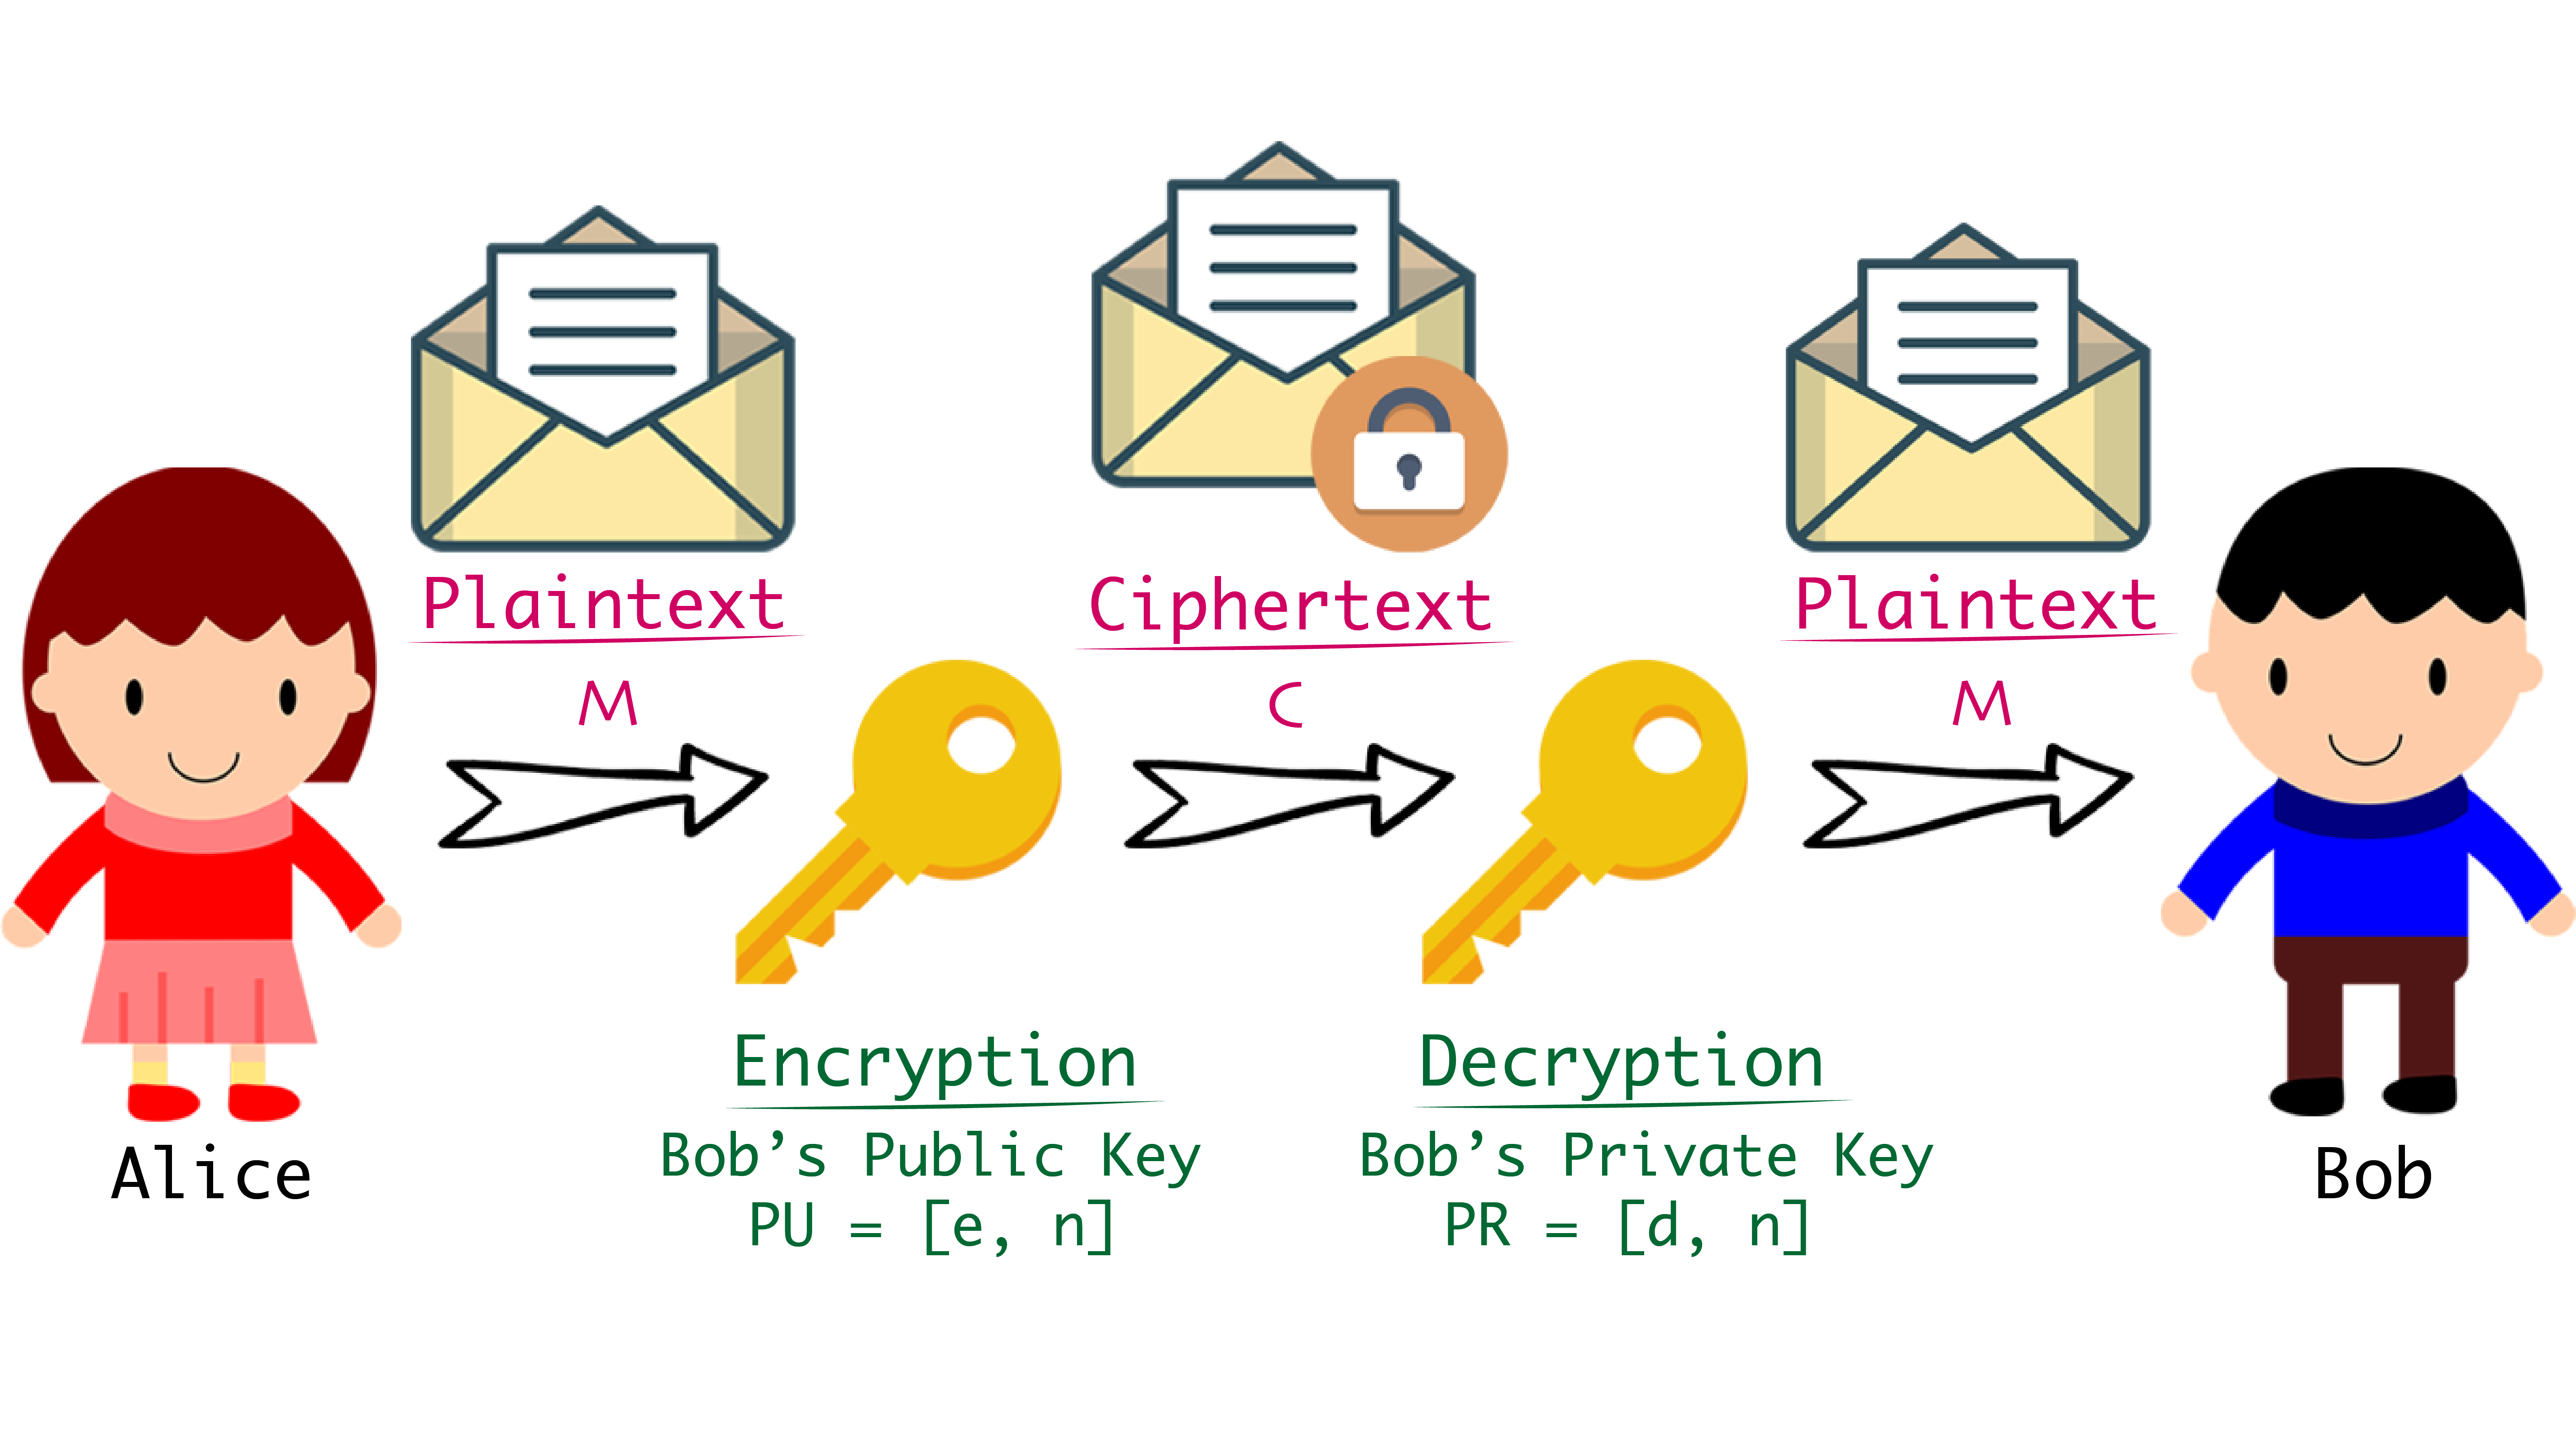 Plaintext
M
Ciphertext
C
Plaintext
M
Encryption
Bob’s Public Key
PU = [e, n]
Decryption
Bob’s Private Key
PR = [d, n]
Alice
Bob